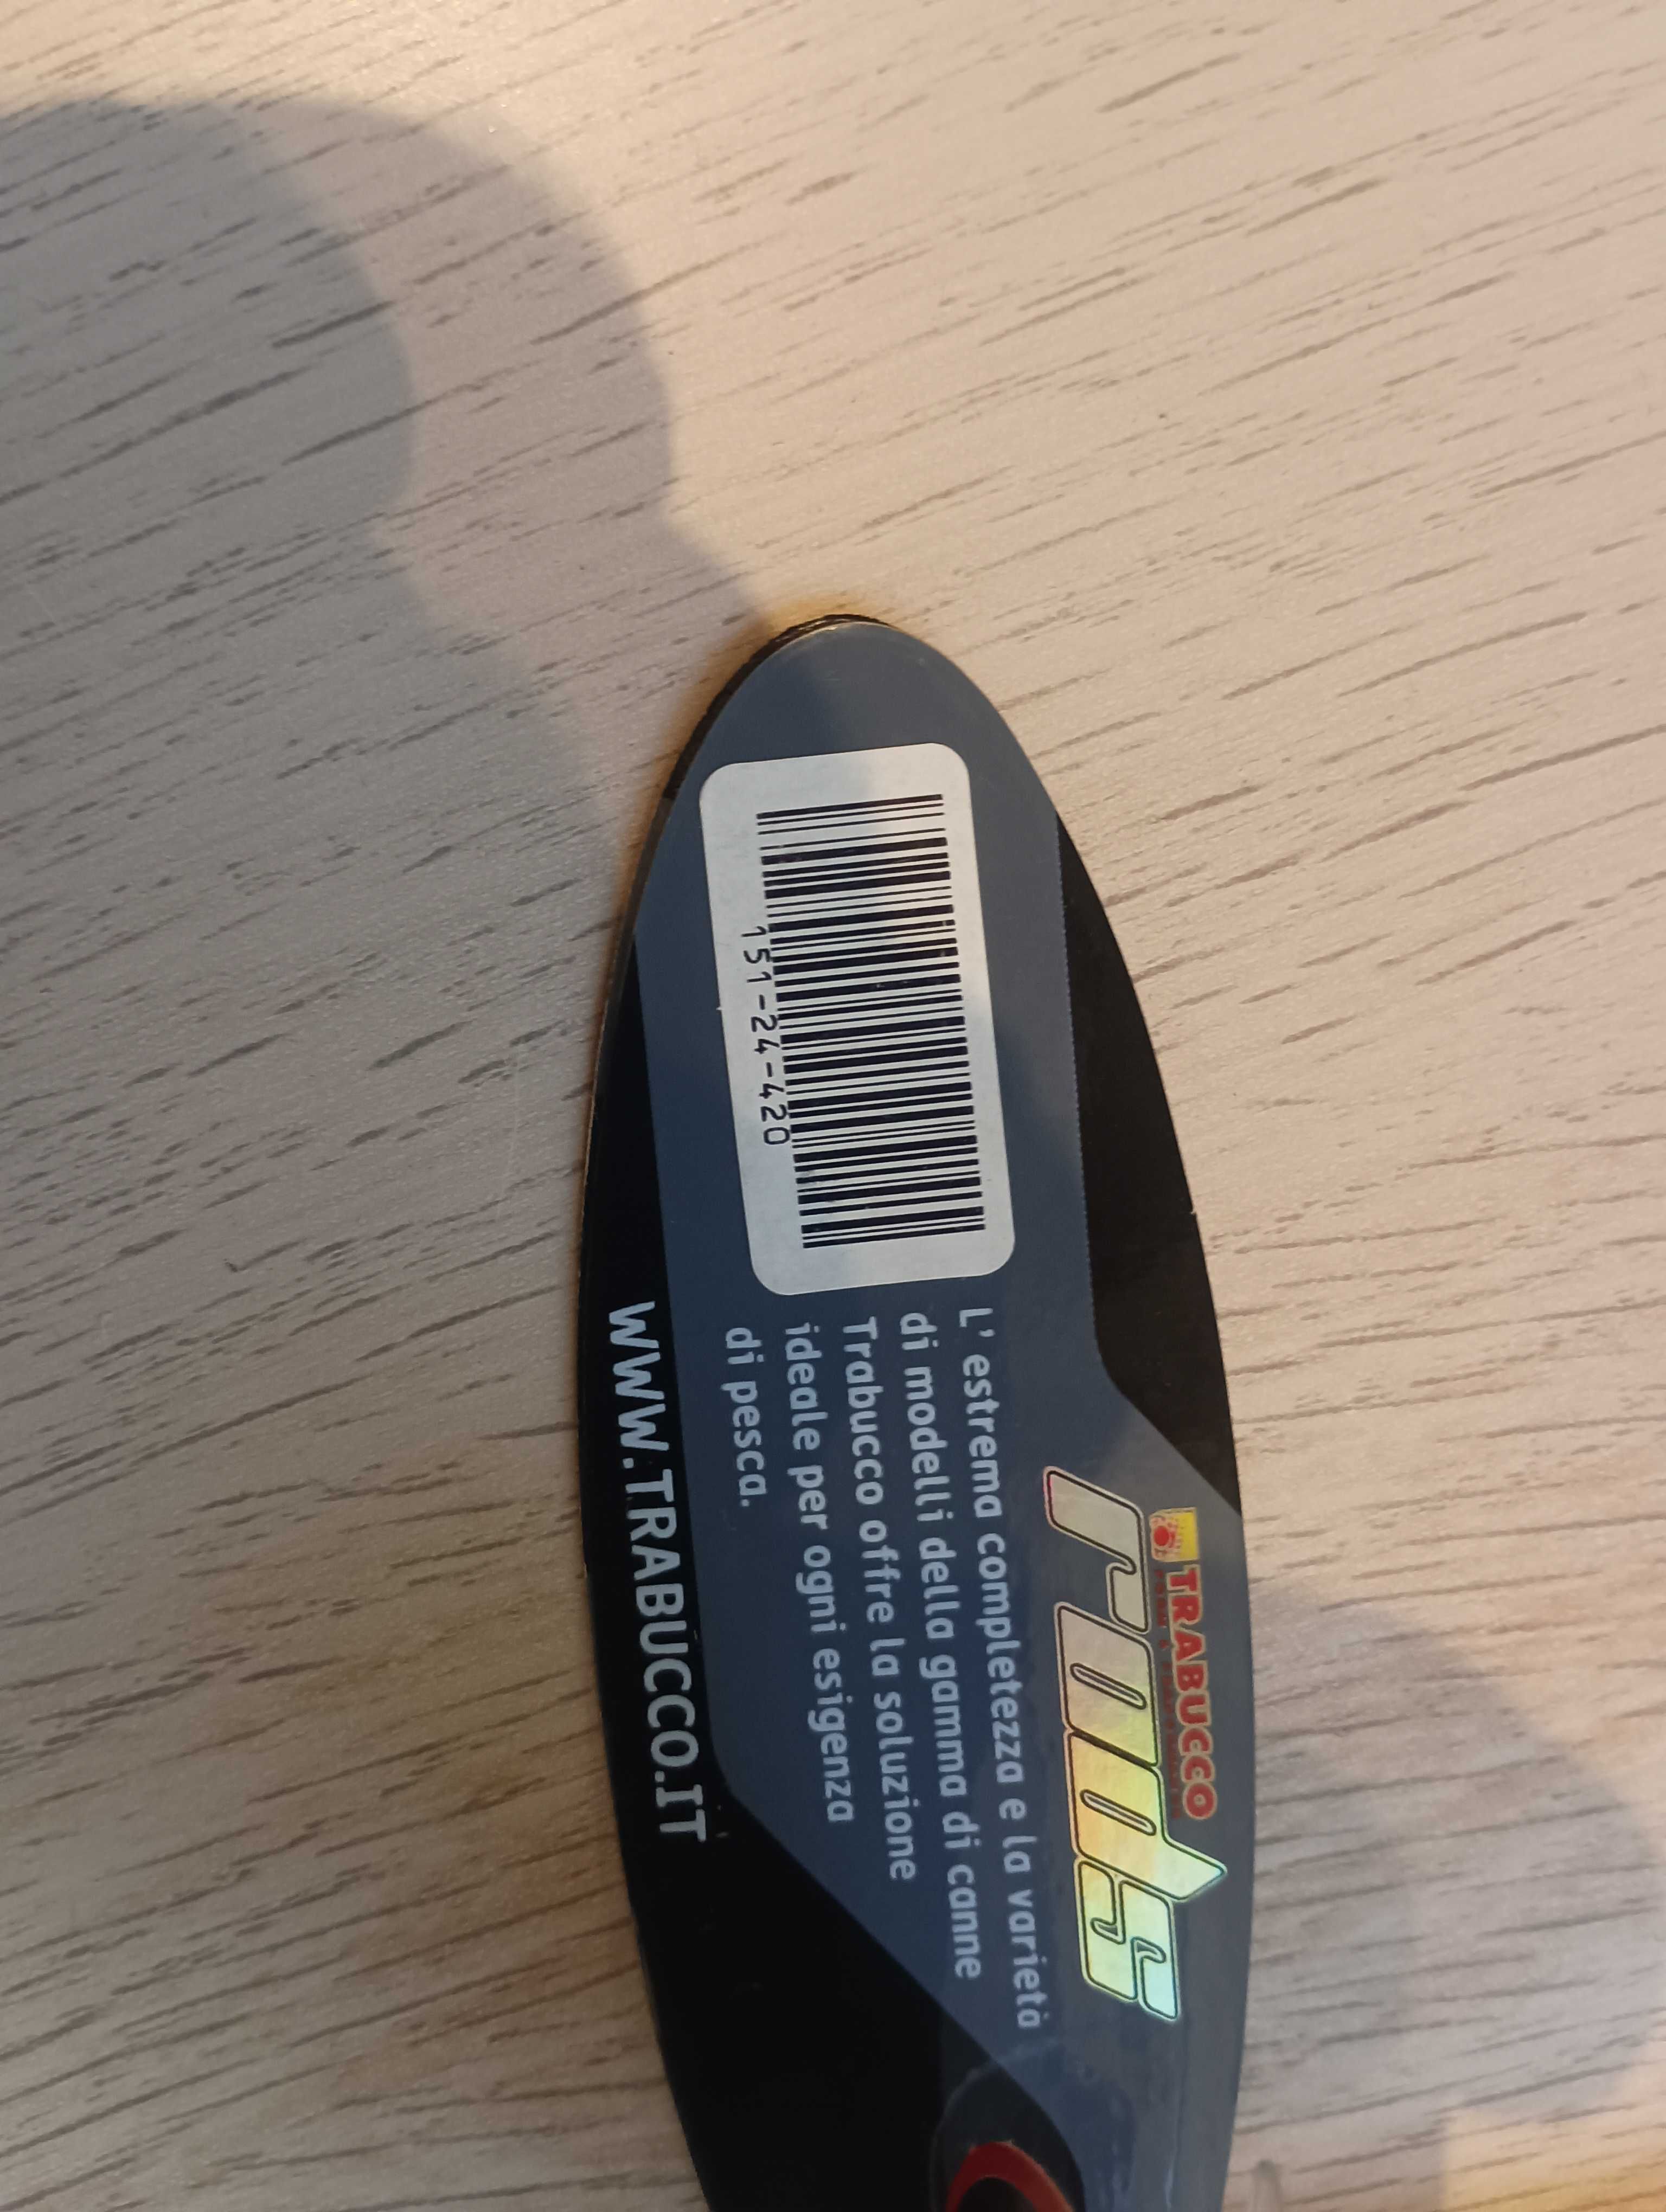 TRABUCCO
rods
L'estrema completezza e la varietà
di modelli della gamma di canne
Trabucco offre la soluzione
ideale per ogni esigenza
di pesca.
151-24-420
WWW.TRABUCCO.IT